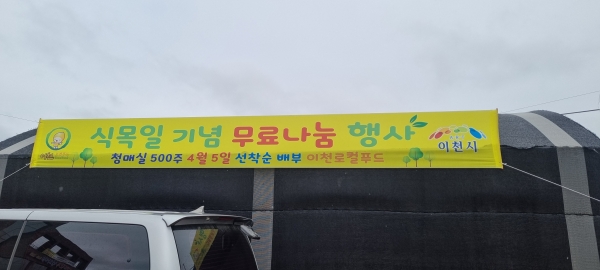 식목일 기념 무료나눔 행사
청매실 500주 4월 5일 선착순 배부 이천로컬푸드
이천시